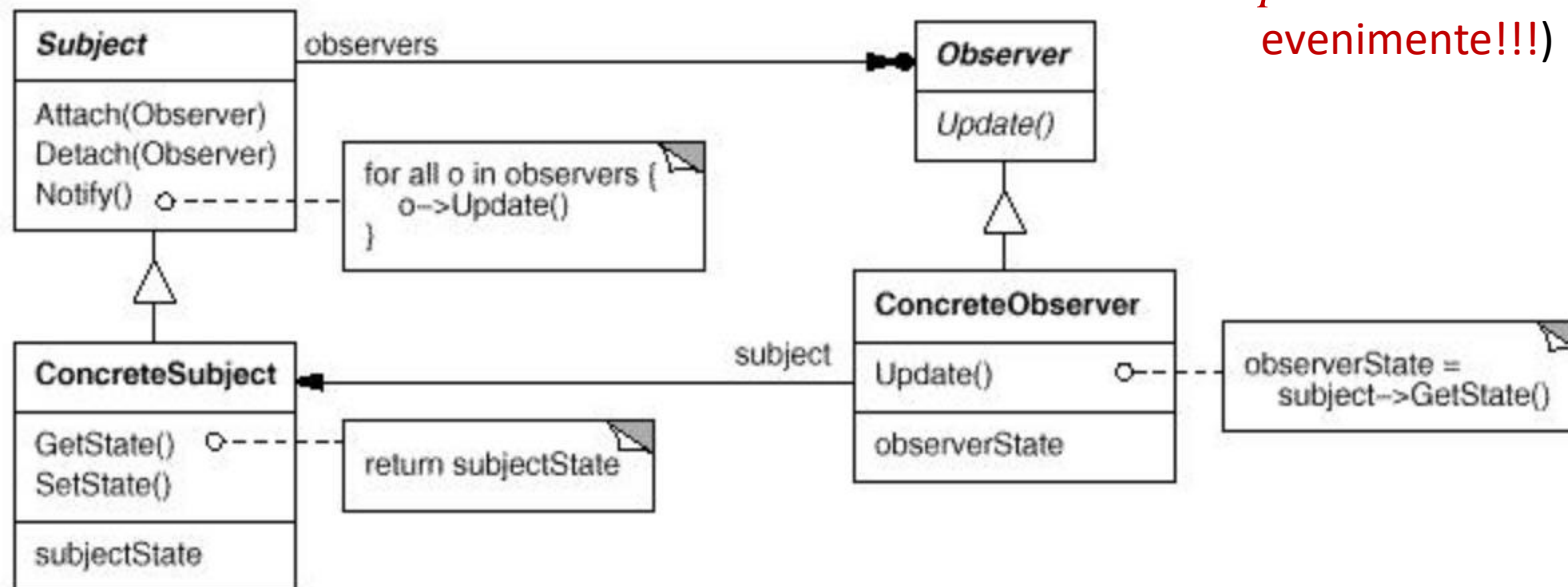 evenimente!!!)
Subject
observers
Observer
Attach(Observer)
Detach(Observer)
Notify()
Update()
for all o in observers {
o->Update()
}
ConcreteSubject
subject
ConcreteObserver
GetState()
SetState()
return subjectState
Update()
observerState =
subject->GetState()
subjectState
observerState